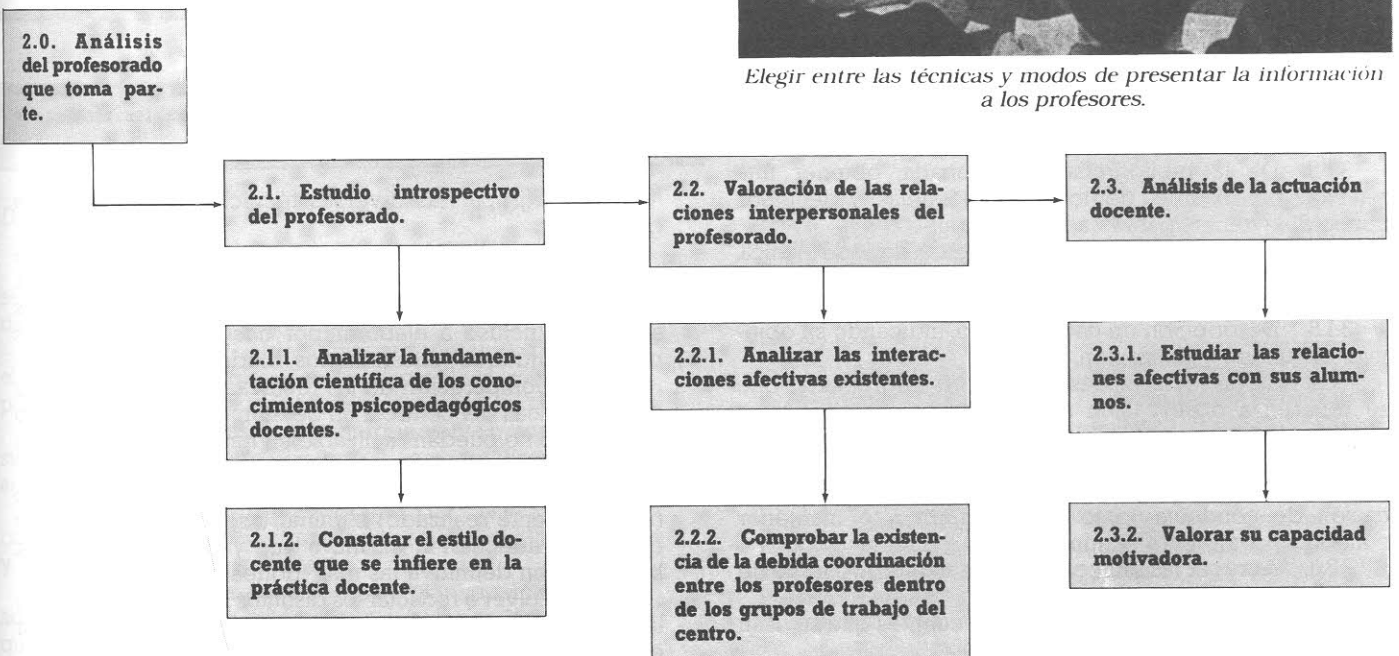 2.0. Análisis
del profesorado
que toma par-
te.
Elegir entre las técnicas y modos de presentar la información
a los profesores.
2.1. Estudio introspectivo
del profesorado.
2.2. Valoración de las rela-
ciones interpersonales del
profesorado.
2.3. Análisis de la actuación
docente.
2.1.1. Analizar la fundamen-
tación científica de los cono-
cimientos psicopedagógicos
docentes.
2.2.1. Analizar las interac-
ciones afectivas existentes.
2.3.1. Estudiar las relacio-
nes afectivas con sus alum-
nos.
2.1.2. Constatar el estilo do-
cente que se infiere en la
práctica docente.
2.2.2. Comprobar la existen-
cia de la debida coordinación
entre los profesores dentro
de los grupos de trabajo del
centro.
2.3.2. Valorar su capacidad
motivadora.